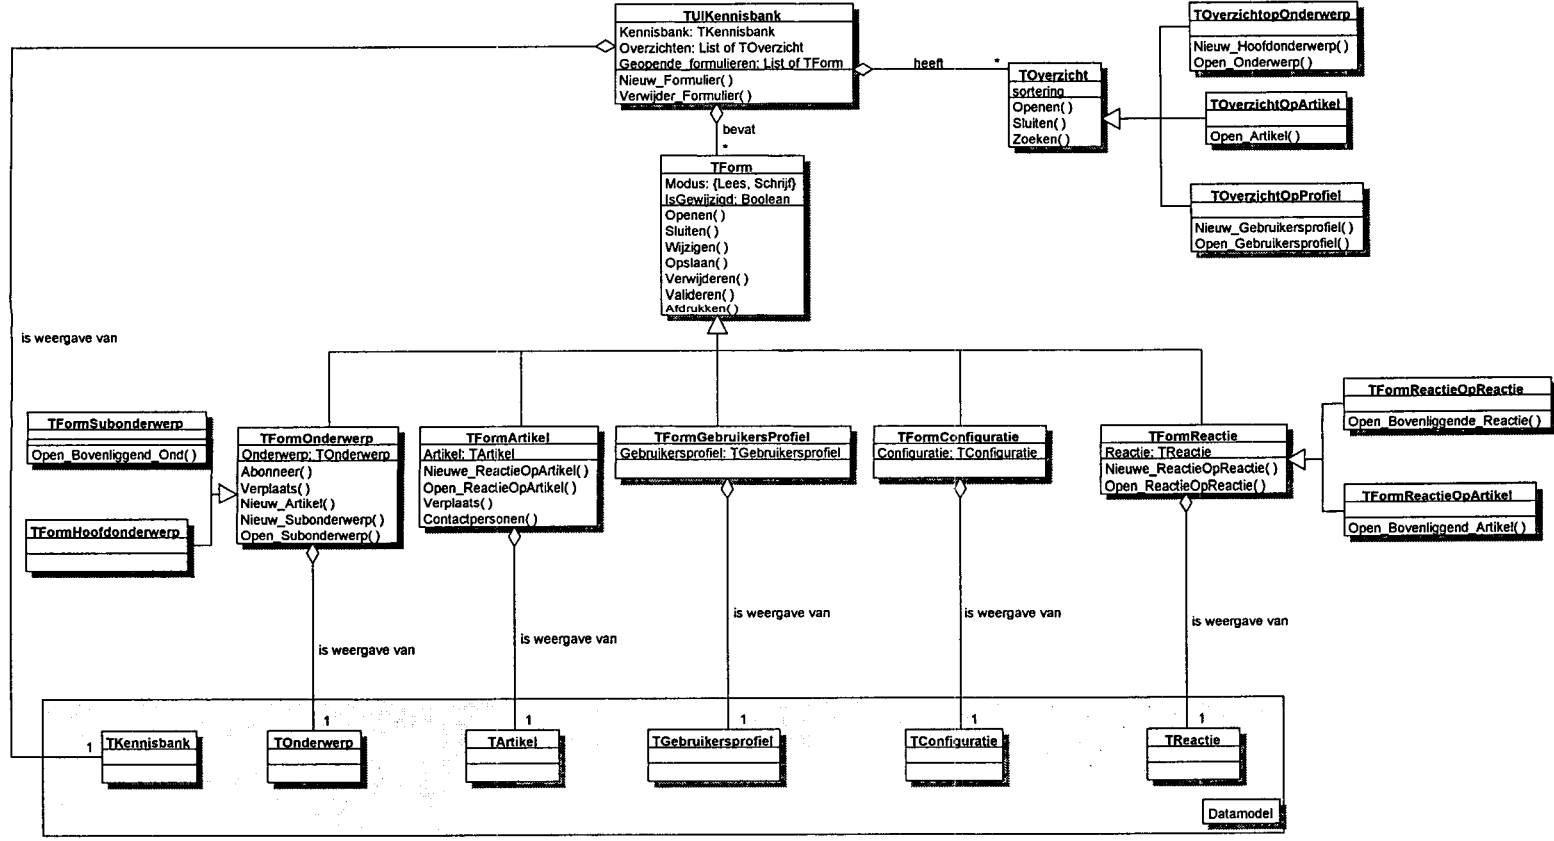 TUIKennisbank
Kennisbank: TKennisbank
Overzichten: List of TOverzicht
Geopende_formulieren: List of TForm
Nieuw_Formulier( )
Verwijder_Formulier( )
heeft
*
TOverzicht
sortering
Openen( )
Sluiten( )
Zoeken( )
TOverzichtopOnderwerp
Nieuw_Hoofdonderwerp( )
Open_Onderwerp( )
TOverzichtOpArtikel
Open_Artikel( )
TOverzichtOpProfiel
Nieuw_Gebruikersprofiel( )
Open_Gebruikersprofiel( )
bevat
*
TForm
Modus: {Lees, Schrijf}
IsGewijzigd: Boolean
Openen( )
Sluiten( )
Wijzigen( )
Opslaan( )
Verwijderen( )
Valideren( )
Afdrukken( )
is weergave van
TFormSubonderwerp
Open_Bovenliggend_Ond( )
TFormHoofdonderwerp
TFormOnderwerp
Onderwerp: TOnderwerp
Abonneer( )
Verplaats( )
Nieuw_Artikel( )
Nieuw_Subonderwerp( )
Open_Subonderwerp( )
TFormArtikel
Artikel: TArtikel
Nieuwe_ReactieOpArtikel( )
Open_ReactieOpArtikel( )
Verplaats( )
Contactpersonen( )
TFormGebruikersProfiel
Gebruikersprofiel: TGebruikersprofiel
TFormConfiguratie
Configuratie: TConfiguratie
TFormReactie
Reactie: TReactie
Nieuwe_ReactieOpReactie( )
Open_ReactieOpReactie( )
TFormReactieOpReactie
Open_Bovenliggende_Reactie( )
TFormReactieOpArtikel
Open_Bovenliggend_Artikel( )
is weergave van
is weergave van
is weergave van
is weergave van
is weergave van
1
TKennisbank
1
TOnderwerp
1
TArtikel
1
TGebruikersprofiel
1
TConfiguratie
1
TReactie
Datamodel